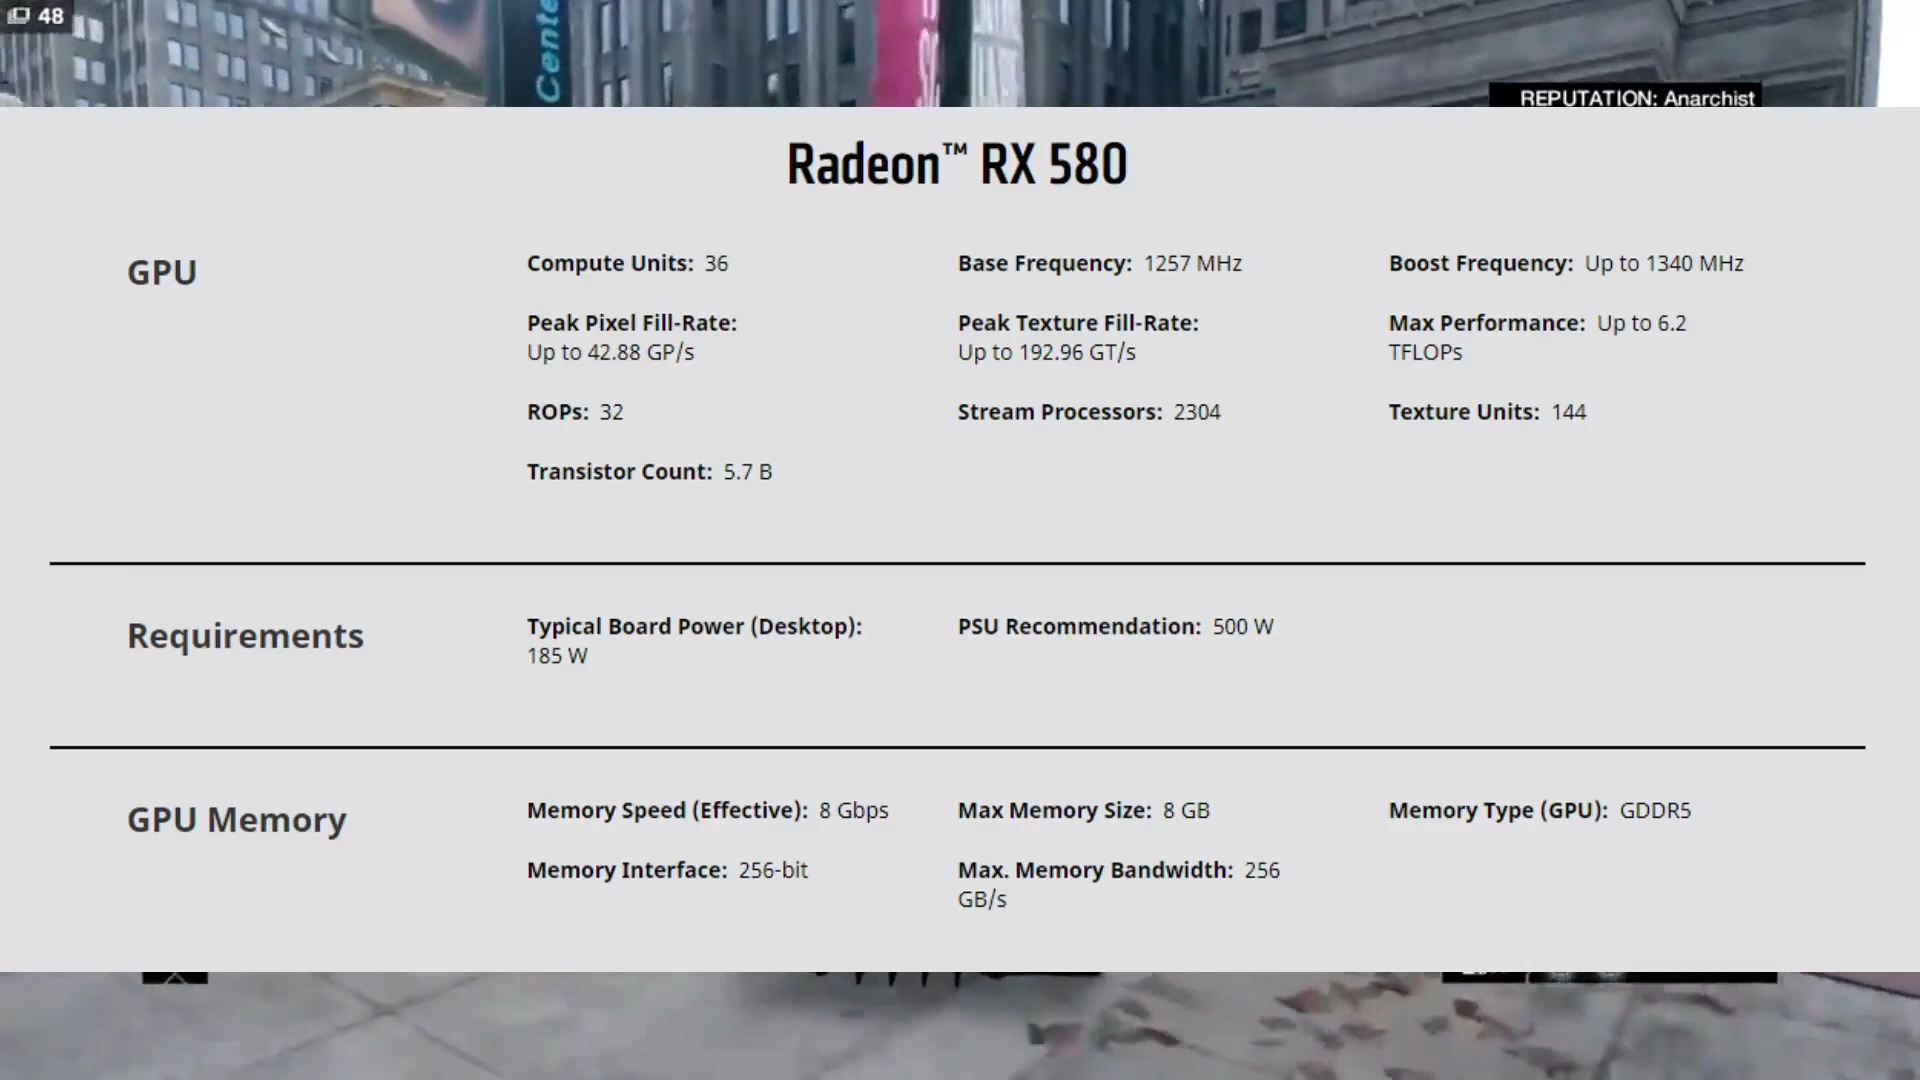 48
Cente
REPUTATION: Anarchist
Radeon™ RX 580
GPU
Compute Units: 36
Base Frequency: 1257 MHz
Boost Frequency: Up to 1340 MHz
Peak Pixel Fill-Rate:
Up to 42.88 GP/s
Peak Texture Fill-Rate:
Up to 192.96 GT/s
Max Performance: Up to 6.2
TFLOPs
ROPs: 32
Stream Processors: 2304
Texture Units: 144
Transistor Count: 5.7 B
Requirements
Typical Board Power (Desktop):
185 W
PSU Recommendation: 500 W
GPU Memory
Memory Speed (Effective): 8 Gbps
Max Memory Size: 8 GB
Memory Type (GPU): GDDR5
Memory Interface: 256-bit
Max. Memory Bandwidth: 256
GB/s